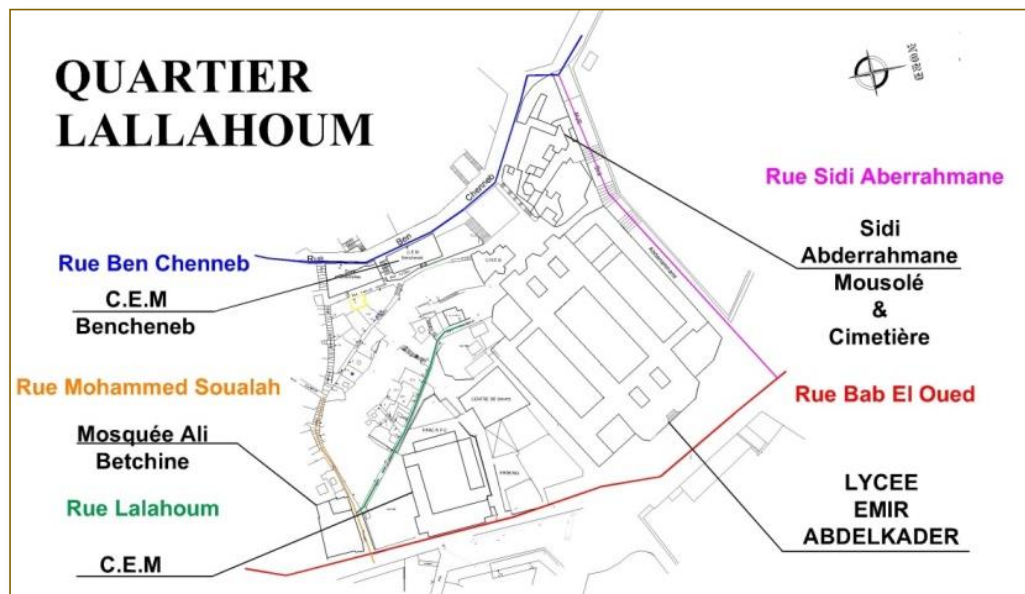 QUARTIER
LALLAHOUM
NORD
Rue Sidi Aberrahmane
Sidi
Abderrahmane
Mousolé
&
Cimetière
Rue Ben Chenneb
Rue Ben Chenneb
C.E.M
Bencheneb
Rue Mohammed Soualah
Rue Bab El Oued
Mosquée Ali
Betchine
Rue Lalahoum
C.E.M
LYCEE
EMIR
ABDELKADER